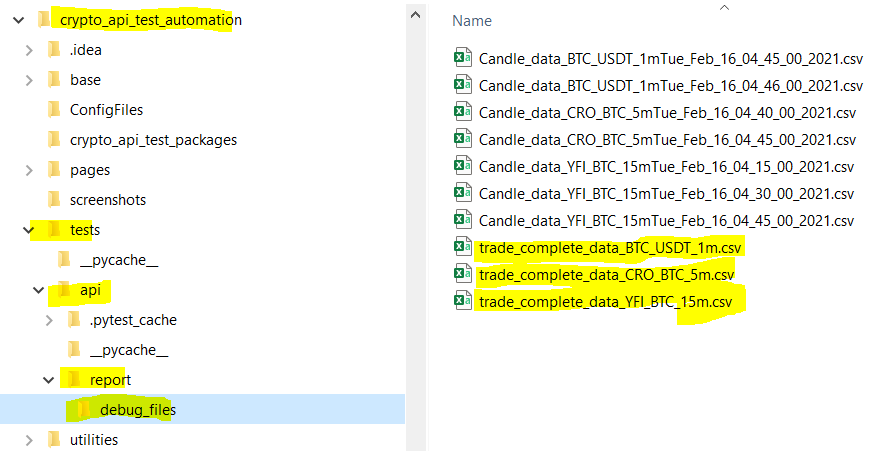 crypto_api_test_automation
.idea
base
ConfigFiles
crypto_api_test_packages
pages
screenshots
tests
__pycache__
api
.pytest_cache
__pycache__
report
debug_files
utilities
Name
Candle_data_BTC_USDT_1mTue_Feb_16_04_45_00_2021.csv
Candle_data_BTC_USDT_1mTue_Feb_16_04_46_00_2021.csv
Candle_data_CRO_BTC_5mTue_Feb_16_04_40_00_2021.csv
Candle_data_CRO_BTC_5mTue_Feb_16_04_45_00_2021.csv
Candle_data_YFI_BTC_15mTue_Feb_16_04_15_00_2021.csv
Candle_data_YFI_BTC_15mTue_Feb_16_04_30_00_2021.csv
Candle_data_YFI_BTC_15mTue_Feb_16_04_45_00_2021.csv
trade_complete_data_BTC_USDT_1m.csv
trade_complete_data_CRO_BTC_5m.csv
trade_complete_data_YFI_BTC_15m.csv